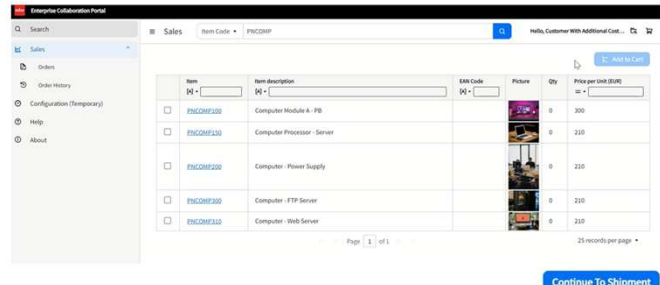 infor Enterprise Collaboration Portal
Search
Sales
Item Code
PNCOMP
Hello, Customer With Additional Cost...
Sales
Orders
Order History
Configuration (Temporary)
Help
About
Add to Cart
Item
Item description
EAN Code
Picture
Qty
Price per Unit (EUR)
[A]
[A]
[A]
=
PNCOMP100
Computer Module A - PB
0
300
PNCOMP150
Computer Processor - Server
0
210
PNCOMP200
Computer - Power Supply
0
210
PNCOMP300
Computer - FTP Server
0
210
PNCOMP310
Computer - Web Server
0
210
Page 1 of 1
25 records per page
Continue To Shipment